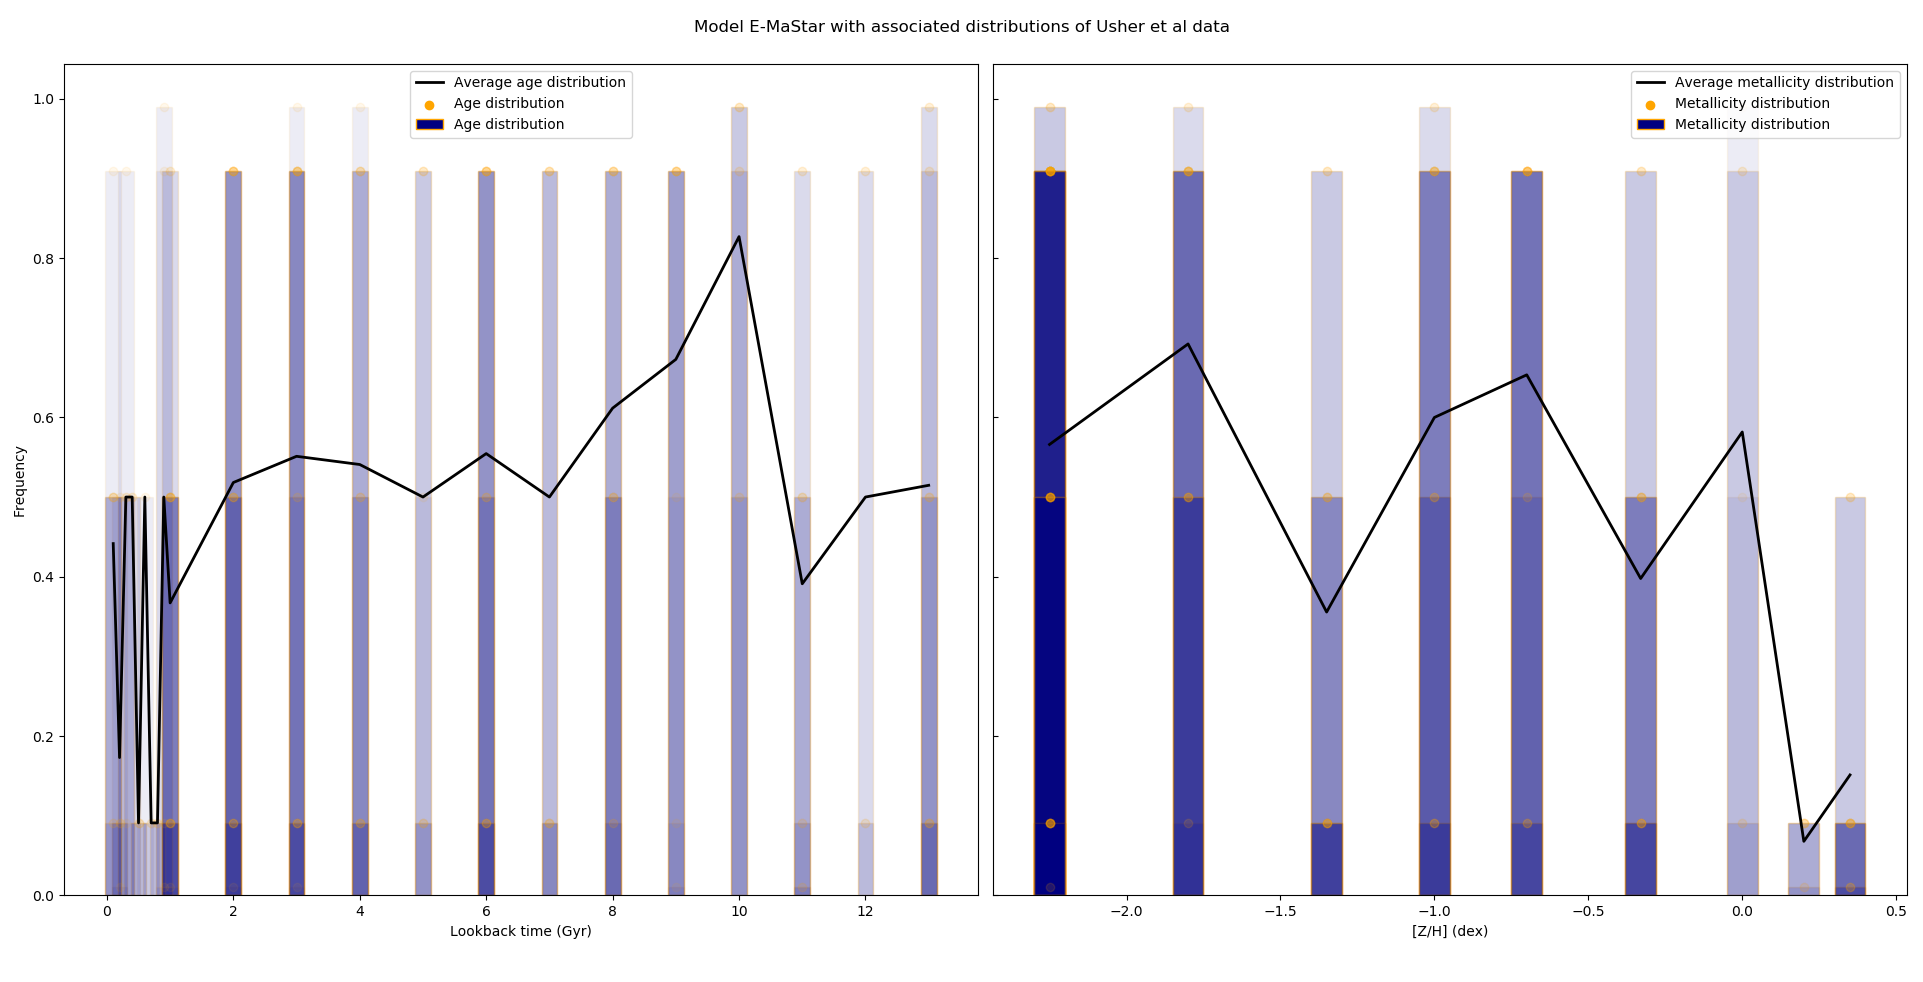 Model E-MaStar with associated distributions of Usher et al data
Average age distribution
Age distribution
Age distribution
Average metallicity distribution
Metallicity distribution
Metallicity distribution
Frequency
1.0
0.8
0.6
0.4
0.2
0.0
0 2 4 6 8 10 12
Lookback time (Gyr)
−2.0 −1.5 −1.0 −0.5 0.0 0.5
[Z/H] (dex)